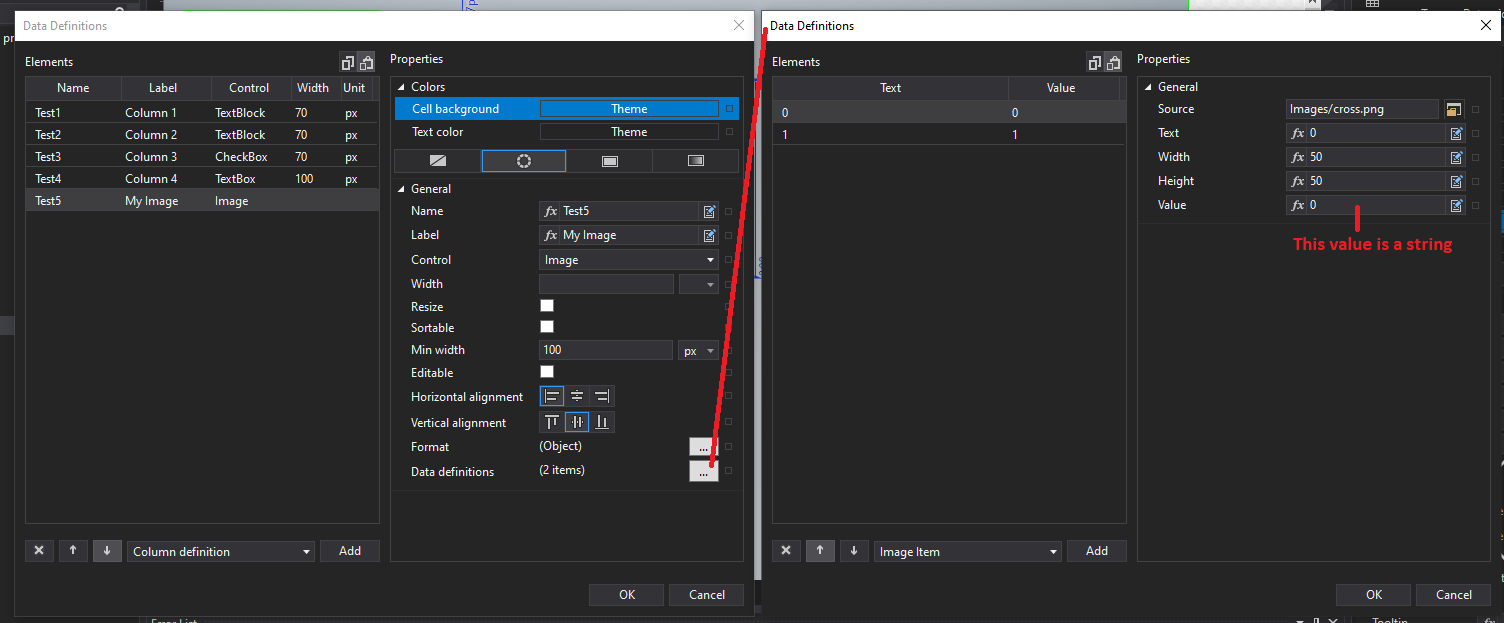 Data Definitions
Elements
Name Label Control Width Unit
Test1 Column 1 TextBlock 70 px
Test2 Column 2 TextBlock 70 px
Test3 Column 3 CheckBox 70 px
Test4 Column 4 TextBox 100 px
Test5 My Image Image
Column definition
Add
Properties
Colors
Cell background Theme
Text color Theme
General
Name fx Test5
Label fx My Image
Control Image
Width
Resize
Sortable
Min width 100 px
Editable
Horizontal alignment
Vertical alignment
Format (Object) ...
Data definitions (2 items) ...
OK Cancel
Data Definitions
Elements
Text Value
0 0
1 1
Image Item
Add
Properties
General
Source Images/cross.png
Text fx 0
Width fx 50
Height fx 50
Value fx 0
This value is a string
OK Cancel